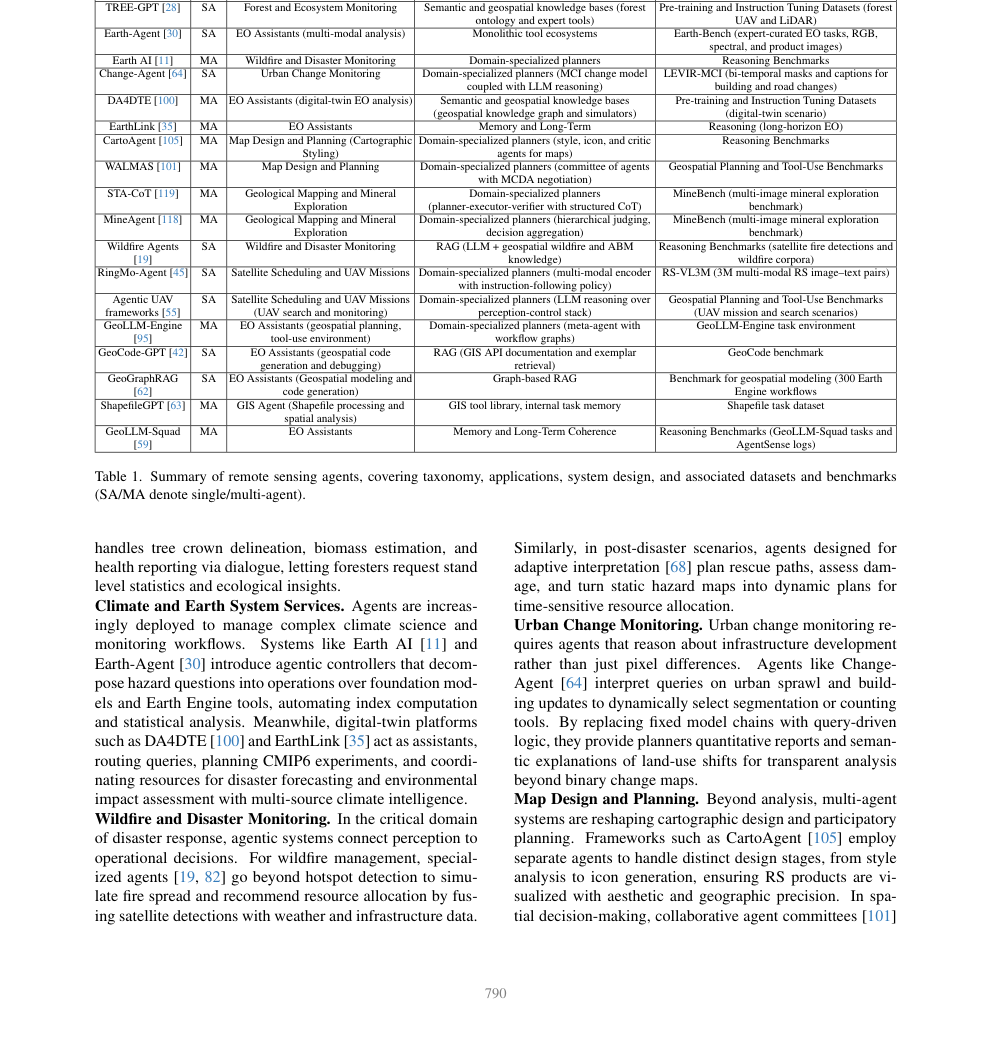 TREE-GPT [28] SA Forest and Ecosystem Monitoring Semantic and geospatial knowledge bases (forest ontology and expert tools) Pre-training and Instruction Tuning Datasets (forest UAV and LiDAR)
Earth-Agent [30] SA EO Assistants (multi-modal analysis) Monolithic tool ecosystems Earth-Bench (expert-curated EO tasks, RGB, spectral, and product images)
Earth AI [11] MA Wildfire and Disaster Monitoring Domain-specialized planners Reasoning Benchmarks
Change-Agent [64] SA Urban Change Monitoring Domain-specialized planners (MCI change model coupled with LLM reasoning) LEVIR-MCI (bi-temporal masks and captions for building and road changes)
DA4DTE [100] MA EO Assistants (digital-twin EO analysis) Semantic and geospatial knowledge bases (geospatial knowledge graph and simulators) Pre-training and Instruction Tuning Datasets (digital-twin scenario)
EarthLink [35] MA EO Assistants Memory and Long-Term Reasoning (long-horizon EO)
CartoAgent [105] MA Map Design and Planning (Cartographic Styling) Domain-specialized planners (style, icon, and critic agents for maps) Reasoning Benchmarks
WALMAS [101] MA Map Design and Planning Domain-specialized planners (committee of agents with MCDA negotiation) Geospatial Planning and Tool-Use Benchmarks
STA-CoT [119] MA Geological Mapping and Mineral Exploration Domain-specialized planners (planner-executor-verifier with structured CoT) MineBench (multi-image mineral exploration benchmark)
MineAgent [118] MA Geological Mapping and Mineral Exploration Domain-specialized planners (hierarchical judging, decision aggregation) MineBench (multi-image mineral exploration benchmark)
Wildfire Agents [19] SA Wildfire and Disaster Monitoring RAG (LLM + geospatial wildfire and ABM knowledge) Reasoning Benchmarks (satellite fire detections and wildfire corpora)
RingMo-Agent [45] SA Satellite Scheduling and UAV Missions Domain-specialized planners (multi-modal encoder with instruction-following policy) RS-VL3M (3M multi-modal RS image–text pairs)
Agentic UAV frameworks [55] SA Satellite Scheduling and UAV Missions (UAV search and monitoring) Domain-specialized planners (LLM reasoning over perception-control stack) Geospatial Planning and Tool-Use Benchmarks (UAV mission and search scenarios)
GeoLLM-Engine [95] MA EO Assistants (geospatial planning, tool-use environment) Domain-specialized planners (meta-agent with workflow graphs) GeoLLM-Engine task environment
GeoCode-GPT [42] SA EO Assistants (geospatial code generation and debugging) RAG (GIS API documentation and exemplar retrieval) GeoCode benchmark
GeoGraphRAG [62] SA EO Assistants (Geospatial modeling and code generation) Graph-based RAG Benchmark for geospatial modeling (300 Earth Engine workflows
ShapefileGPT [63] MA GIS Agent (Shapefile processing and spatial analysis) GIS tool library, internal task memory Shapefile task dataset
GeoLLM-Squad [59] MA EO Assistants Memory and Long-Term Coherence Reasoning Benchmarks (GeoLLM-Squad tasks and AgentSense logs)
Table 1. Summary of remote sensing agents, covering taxonomy, applications, system design, and associated datasets and benchmarks
(SA/MA denote single/multi-agent).
handles tree crown delineation, biomass estimation, and
health reporting via dialogue, letting foresters request stand
level statistics and ecological insights.
Climate and Earth System Services. Agents are increas-
ingly deployed to manage complex climate science and
monitoring workflows. Systems like Earth AI [11] and
Earth-Agent [30] introduce agentic controllers that decom-
pose hazard questions into operations over foundation mod-
els and Earth Engine tools, automating index computation
and statistical analysis. Meanwhile, digital-twin platforms
such as DA4DTE [100] and EarthLink [35] act as assistants,
routing queries, planning CMIP6 experiments, and coordi-
nating resources for disaster forecasting and environmental
impact assessment with multi-source climate intelligence.
Wildfire and Disaster Monitoring. In the critical domain
of disaster response, agentic systems connect perception to
operational decisions. For wildfire management, special-
ized agents [19, 82] go beyond hotspot detection to simu-
late fire spread and recommend resource allocation by fus-
ing satellite detections with weather and infrastructure data.
Similarly, in post-disaster scenarios, agents designed for
adaptive interpretation [68] plan rescue paths, assess dam-
age, and turn static hazard maps into dynamic plans for
time-sensitive resource allocation.
Urban Change Monitoring. Urban change monitoring re-
quires agents that reason about infrastructure development
rather than just pixel differences. Agents like Change-
Agent [64] interpret queries on urban sprawl and build-
ing updates to dynamically select segmentation or counting
tools. By replacing fixed model chains with query-driven
logic, they provide planners quantitative reports and seman-
tic explanations of land-use shifts for transparent analysis
beyond binary change maps.
Map Design and Planning. Beyond analysis, multi-agent
systems are reshaping cartographic design and participatory
planning. Frameworks such as CartoAgent [105] employ
separate agents to handle distinct design stages, from style
analysis to icon generation, ensuring RS products are vi-
sualized with aesthetic and geographic precision. In spa-
tial decision-making, collaborative agent committees [101]
790